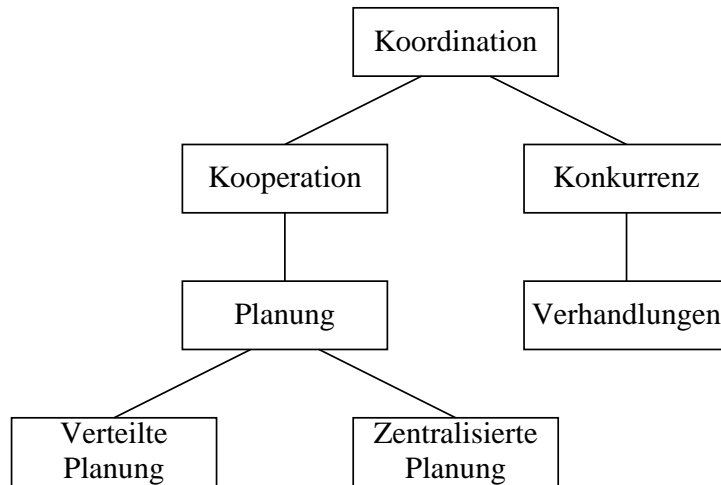 Koordination
Kooperation
Konkurrenz
Planung
Verhandlungen
Verteilte
Planung
Zentralisierte
Planung